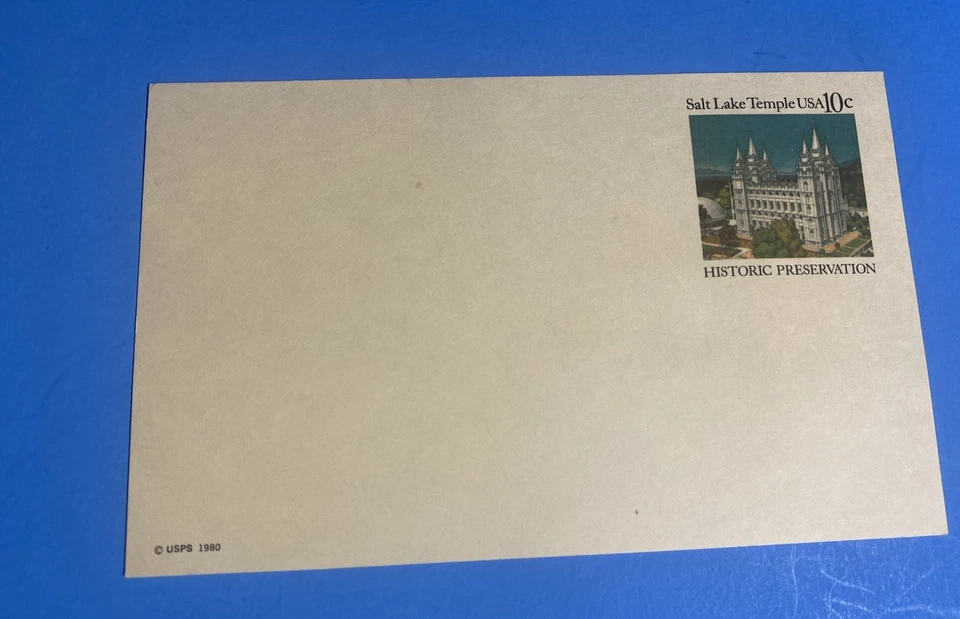 Salt Lake Temple USA 10c
HISTORIC PRESERVATION
© USPS 1980